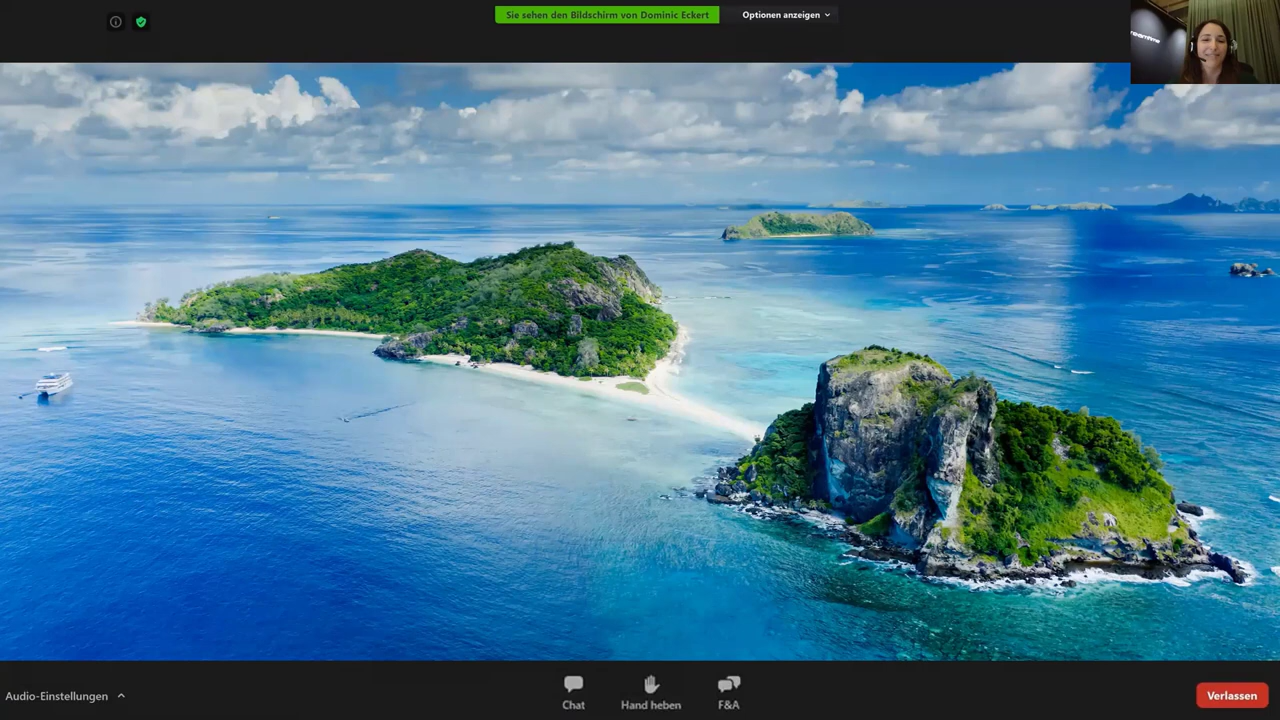 Sie sehen den Bildschirm von Dominic Eckert
Optionen anzeigen
Audio-Einstellungen
Chat
Hand heben
F&A
Verlassen